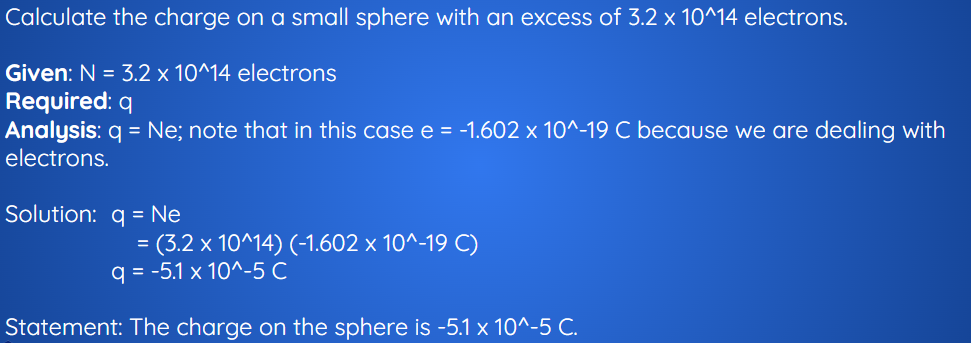 Calculate the charge on a small sphere with an excess of 3.2 x 10^14 electrons.
Given: N = 3.2 x 10^14 electrons
Required: q
Analysis: q = Ne; note that in this case e = -1.602 x 10^-19 C because we are dealing with
electrons.
Solution: q = Ne
= (3.2 x 10^14) (-1.602 x 10^-19 C)
q = -5.1 x 10^-5 C
Statement: The charge on the sphere is -5.1 x 10^-5 C.